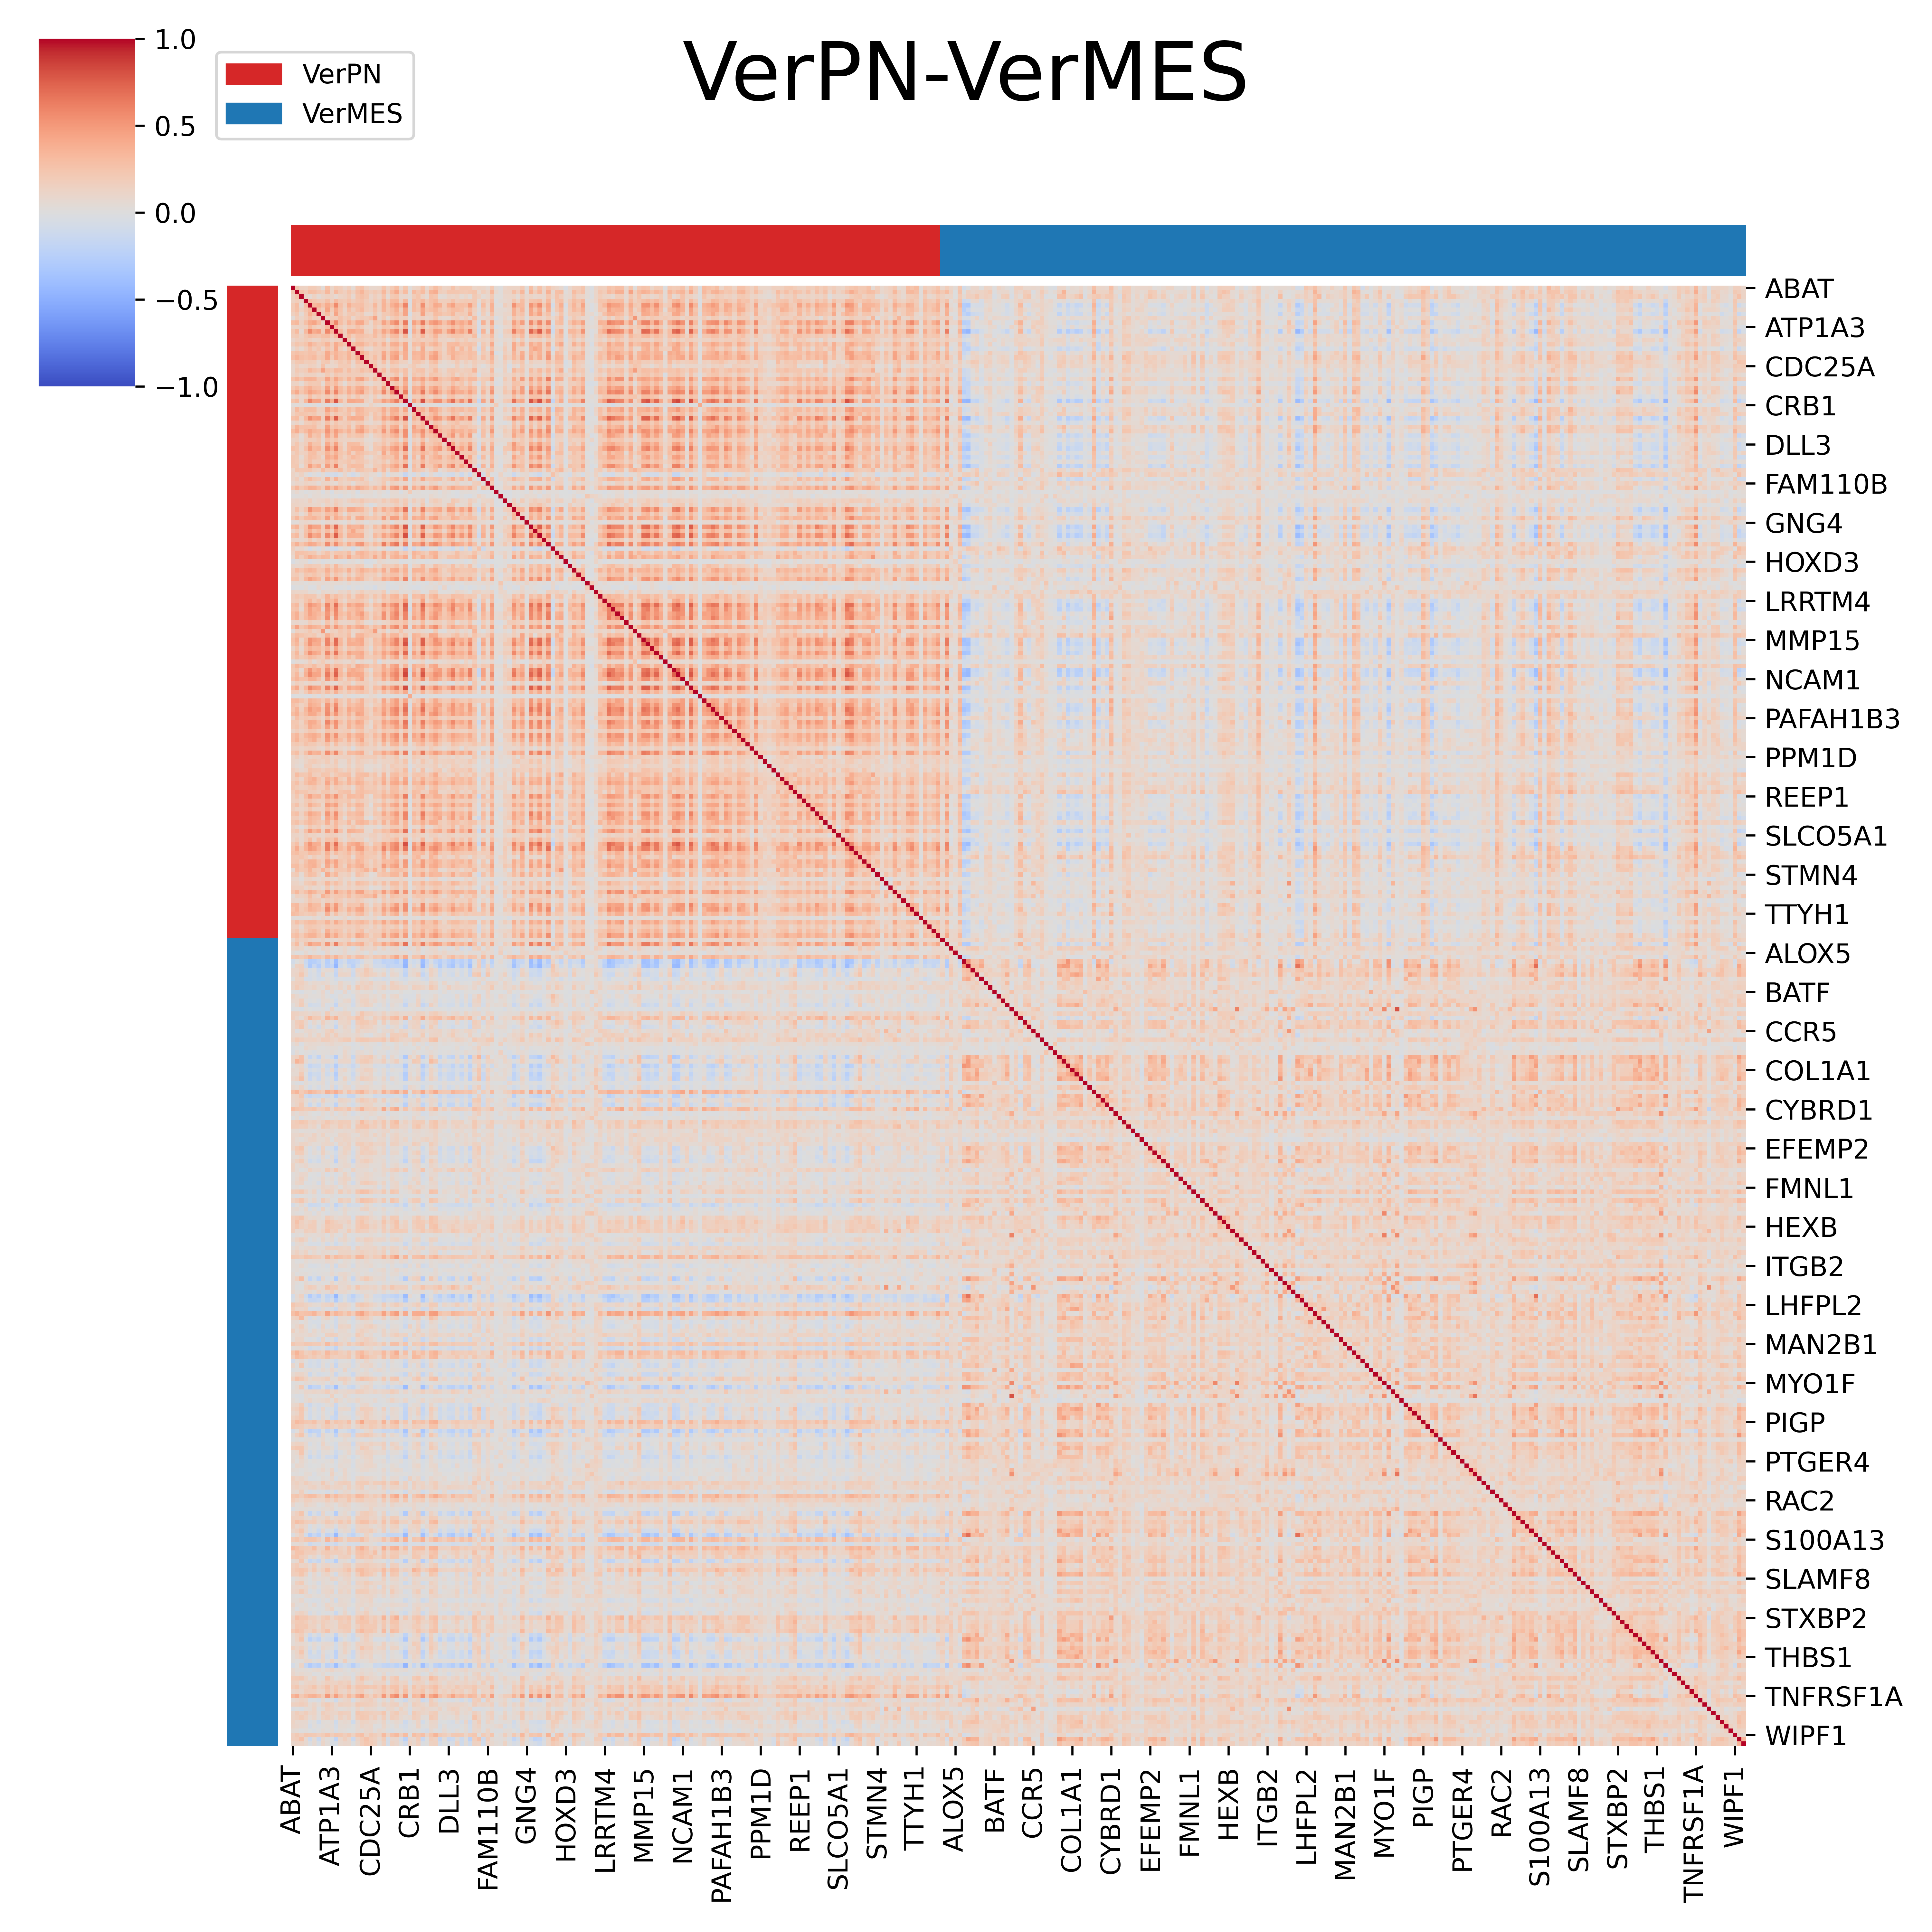 VerPN-VerMES
1.0
0.5
0.0
−0.5
−1.0
VerPN
VerMES
ABAT
ATP1A3
CDC25A
CRB1
DLL3
FAM110B
GNG4
HOXD3
LRRTM4
MMP15
NCAM1
PAFAH1B3
PPM1D
REEP1
SLCO5A1
STMN4
TTYH1
ALOX5
BATF
CCR5
COL1A1
CYBRD1
EFEMP2
FMNL1
HEXB
ITGB2
LHFPL2
MAN2B1
MYO1F
PIGP
PTGER4
RAC2
S100A13
SLAMF8
STXBP2
THBS1
TNFRSF1A
WIPF1
ABAT
ATP1A3
CDC25A
CRB1
DLL3
FAM110B
GNG4
HOXD3
LRRTM4
MMP15
NCAM1
PAFAH1B3
PPM1D
REEP1
SLCO5A1
STMN4
TTYH1
ALOX5
BATF
CCR5
COL1A1
CYBRD1
EFEMP2
FMNL1
HEXB
ITGB2
LHFPL2
MAN2B1
MYO1F
PIGP
PTGER4
RAC2
S100A13
SLAMF8
STXBP2
THBS1
TNFRSF1A
WIPF1